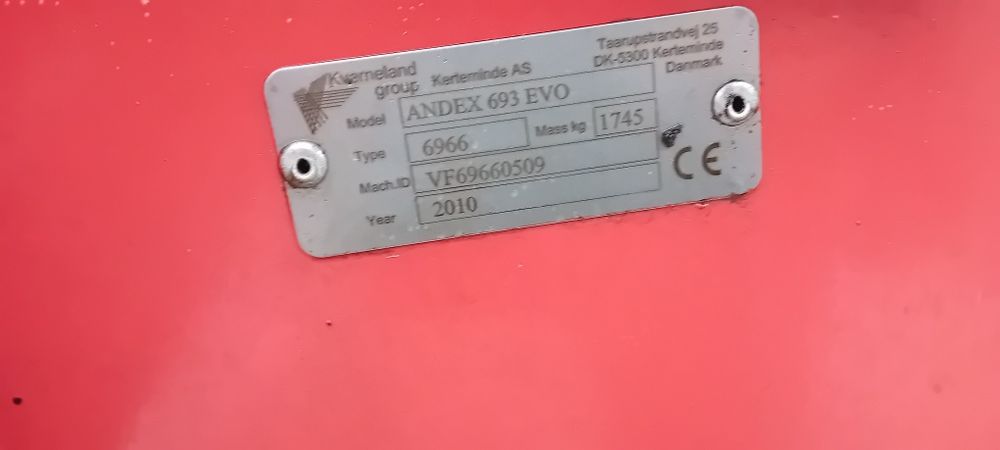 Kverneland group Kerteminde AS
Taarupstrandvej 25
DK-5300 Kerteminde
Danmark
Model ANDEX 693 EVO
Type 6966 Mass kg 1745
Mach.ID VF69660509
Year 2010
CE